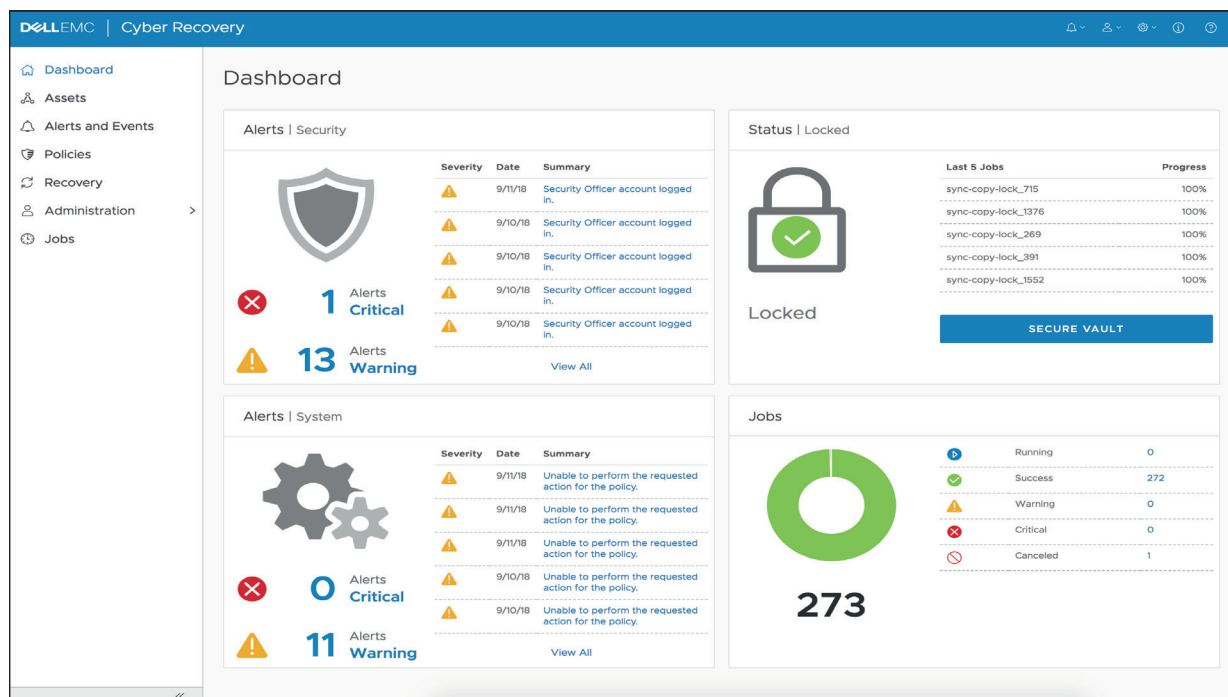 DELLEMC | Cyber Recovery
Dashboard
Assets
Alerts and Events
Policies
Recovery
Administration
Jobs
Dashboard
Alerts | Security
Severity Date Summary
9/11/18 Security Officer account logged
in.
9/10/18 Security Officer account logged
in.
9/10/18 Security Officer account logged
in.
9/10/18 Security Officer account logged
in.
9/10/18 Security Officer account logged
in.
View All
1 Alerts
Critical
13 Alerts
Warning
Status | Locked
Locked
Last 5 Jobs Progress
sync-copy-lock_715 100%
sync-copy-lock_1376 100%
sync-copy-lock_269 100%
sync-copy-lock_391 100%
sync-copy-lock_1552 100%
SECURE VAULT
Alerts | System
Severity Date Summary
9/11/18 Unable to perform the requested
action for the policy.
9/11/18 Unable to perform the requested
action for the policy.
9/11/18 Unable to perform the requested
action for the policy.
9/10/18 Unable to perform the requested
action for the policy.
9/10/18 Unable to perform the requested
action for the policy.
View All
0 Alerts
Critical
11 Alerts
Warning
Jobs
273
Running 0
Success 272
Warning 0
Critical 0
Canceled 1